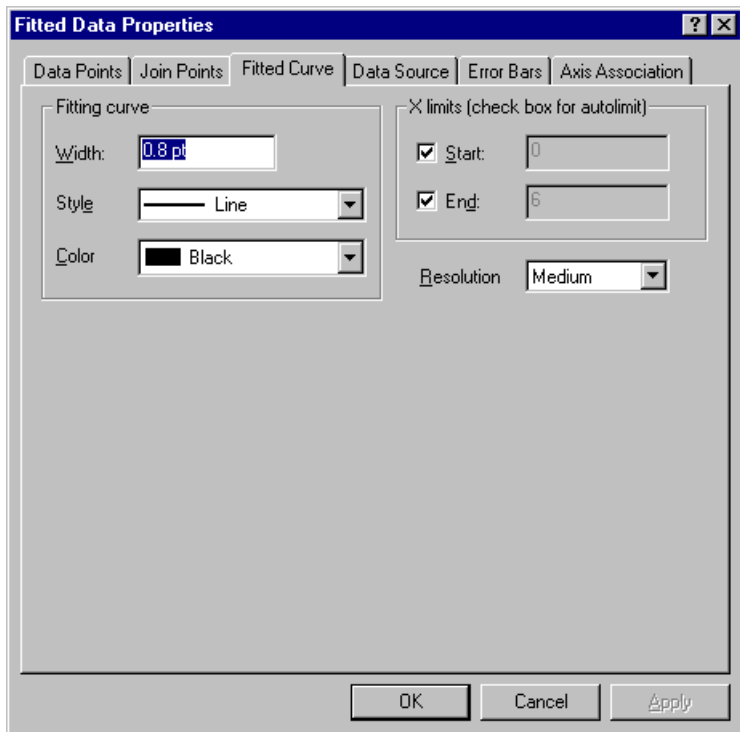 Fitted Data Properties
Data Points Join Points Fitted Curve Data Source Error Bars Axis Association
Fitting curve
Width: 0.8 pt
Style Line
Color Black
X limits (check box for autolimit)
Start: 0
End: 6
Resolution Medium
OK Cancel Apply